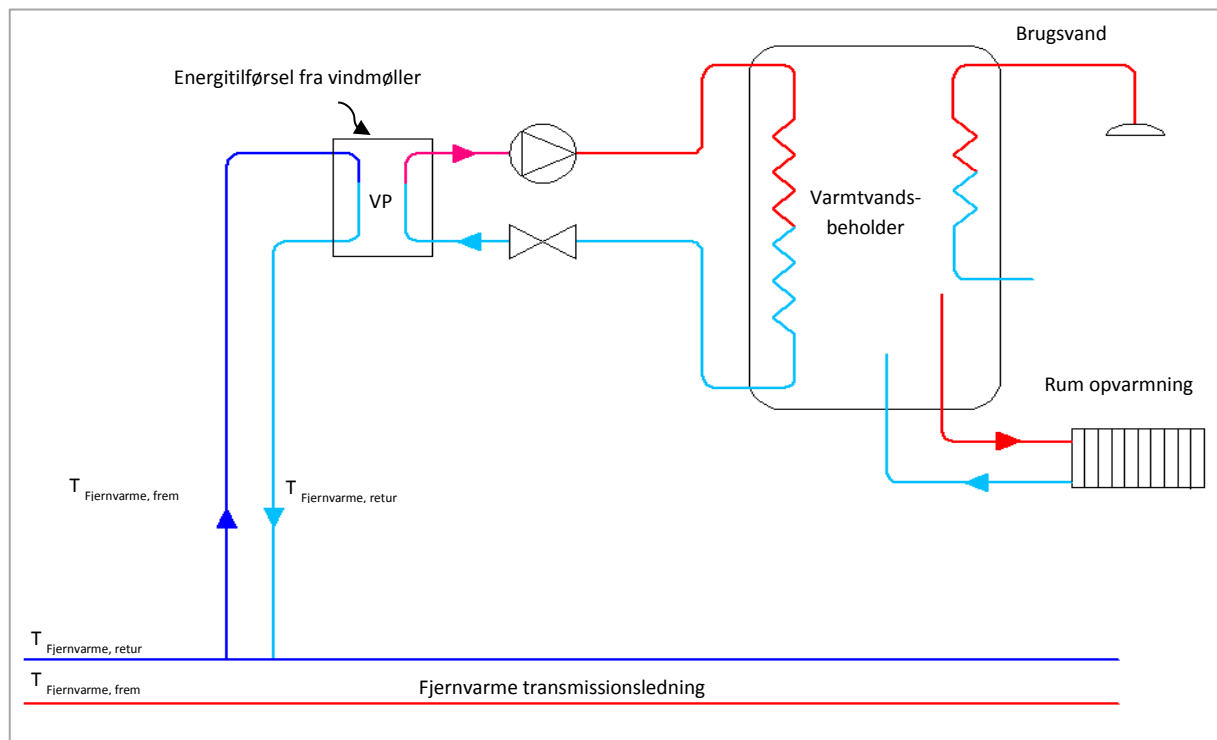 Brugsvand
Energitilførsel fra vindmøller
VP
Varmtvands-
beholder
Rum opvarmning
T Fjernvarme, frem
T Fjernvarme, retur
T Fjernvarme, retur
T Fjernvarme, frem
Fjernvarme transmissionsledning